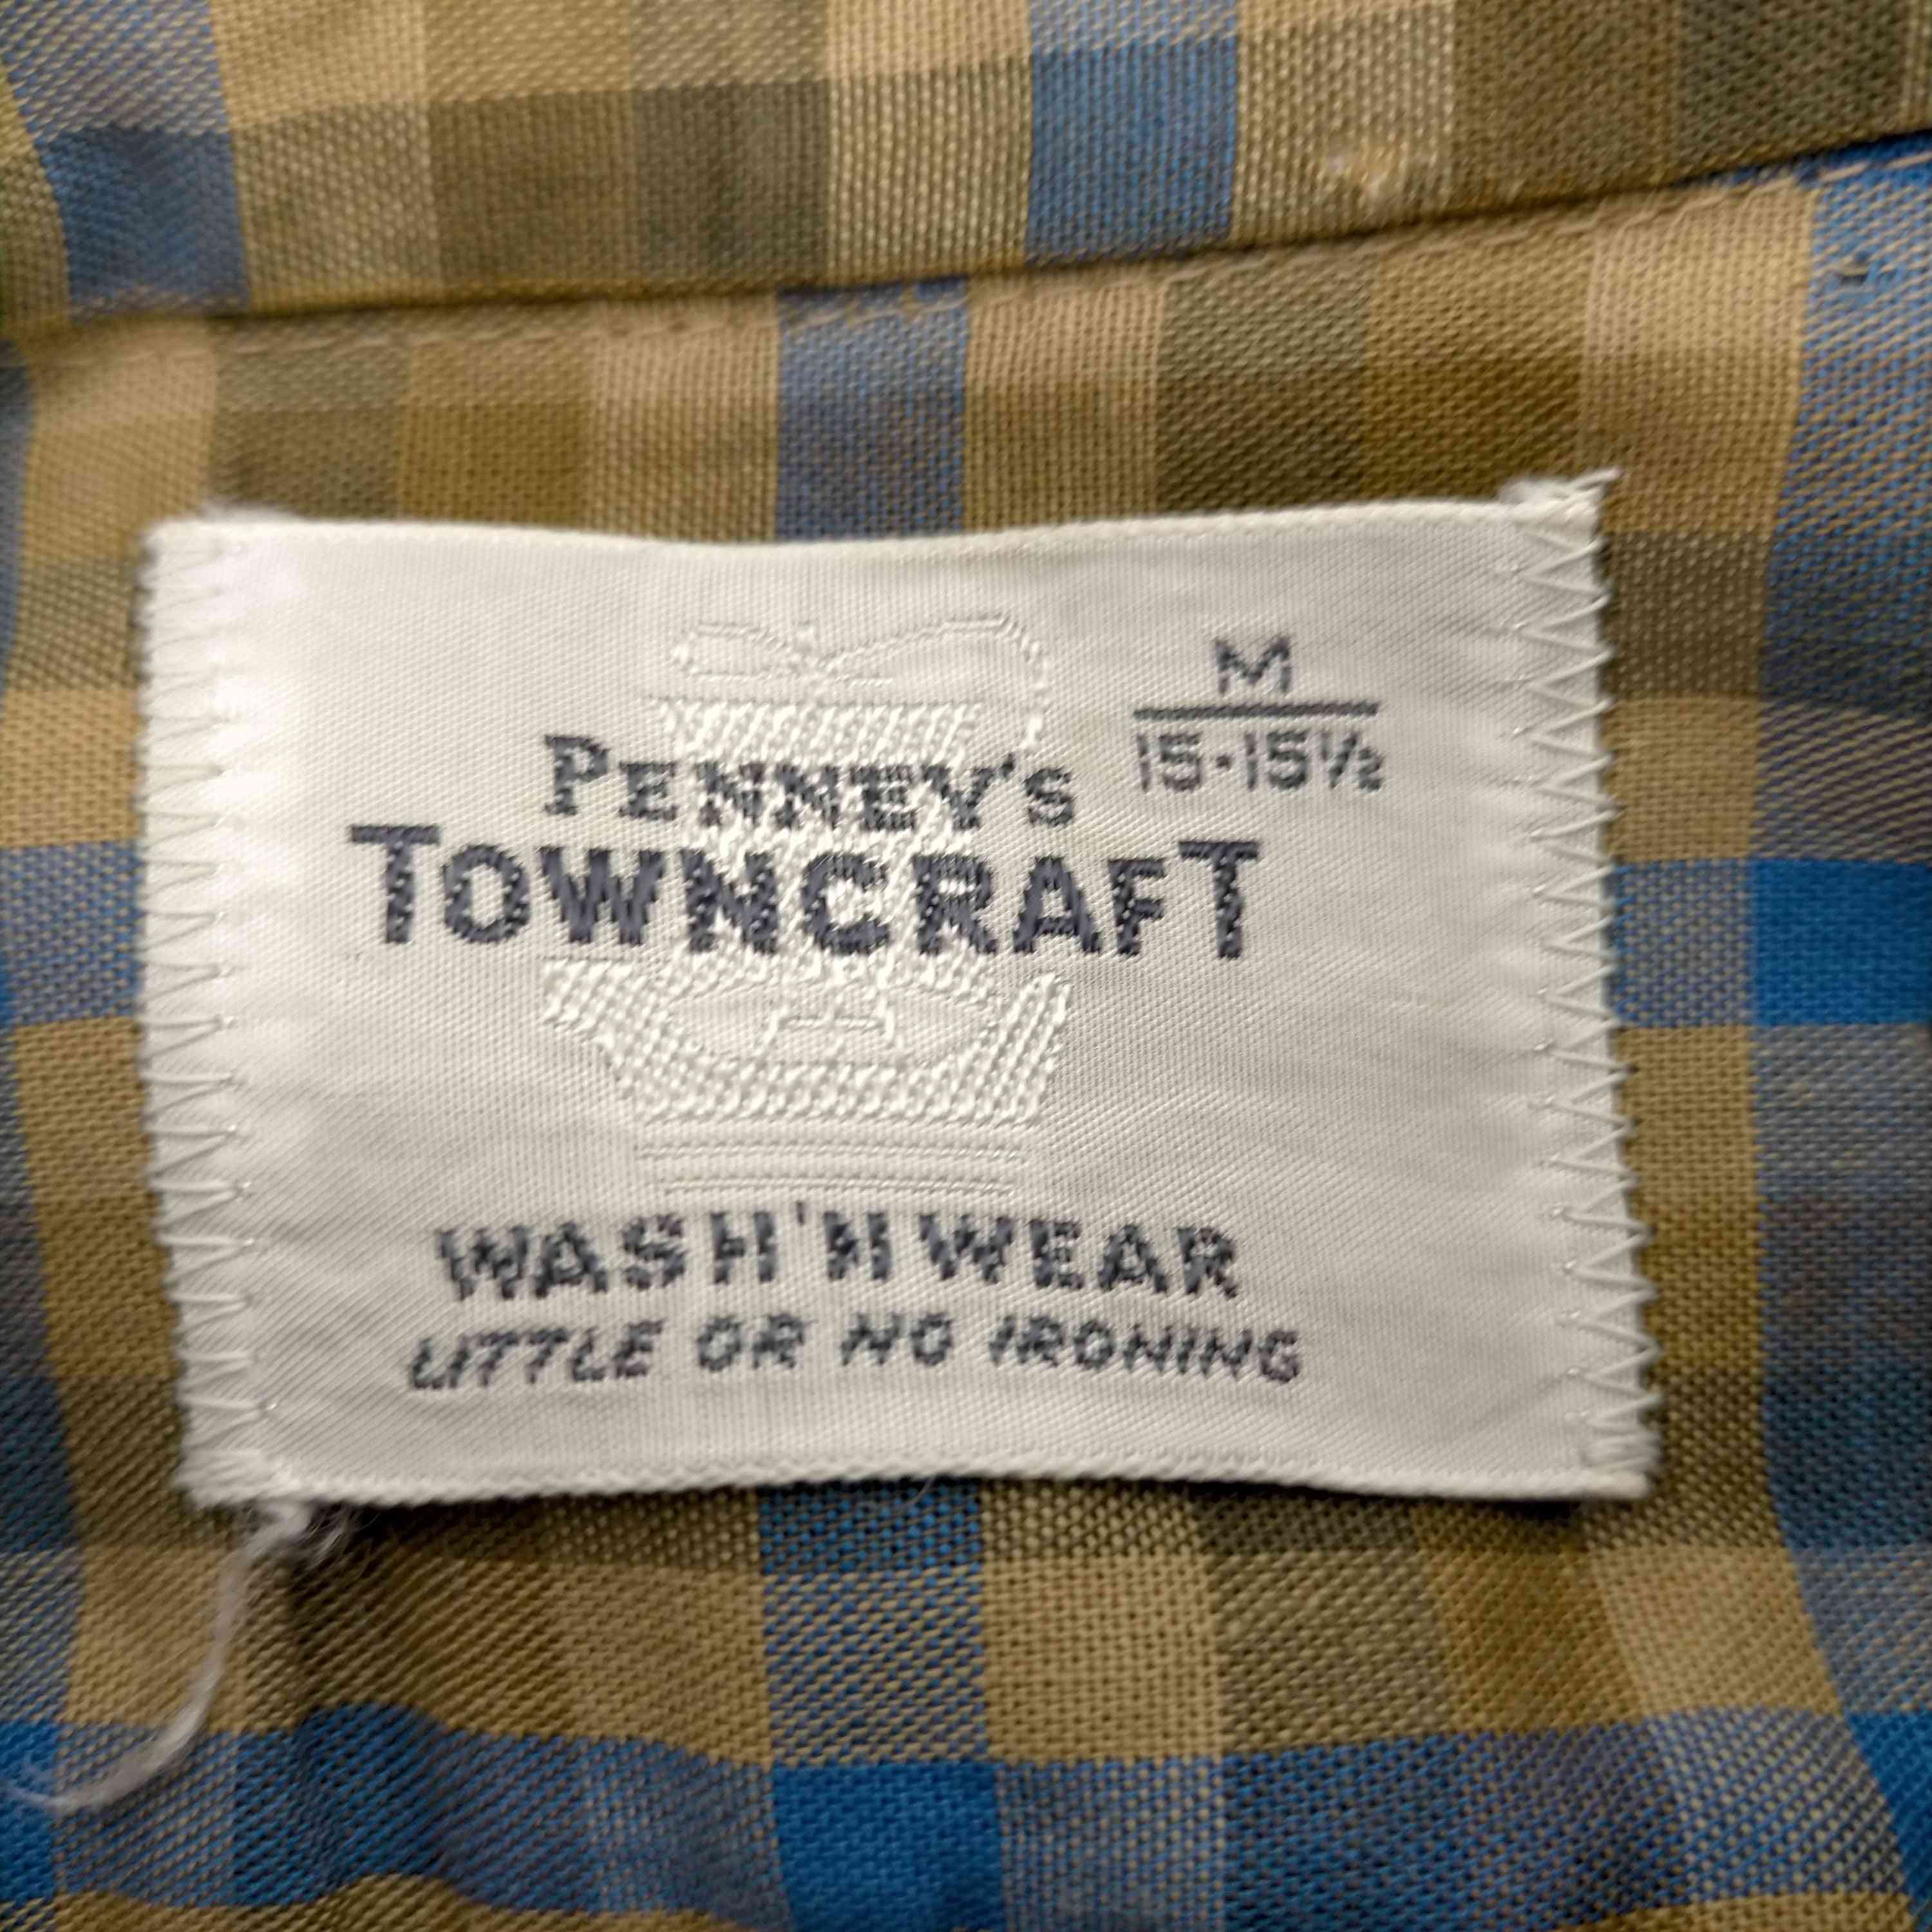 M
15·15½
PENNEY'S
TOWNCRAFT
WASH'N WEAR
LITTLE OR NO IRONING